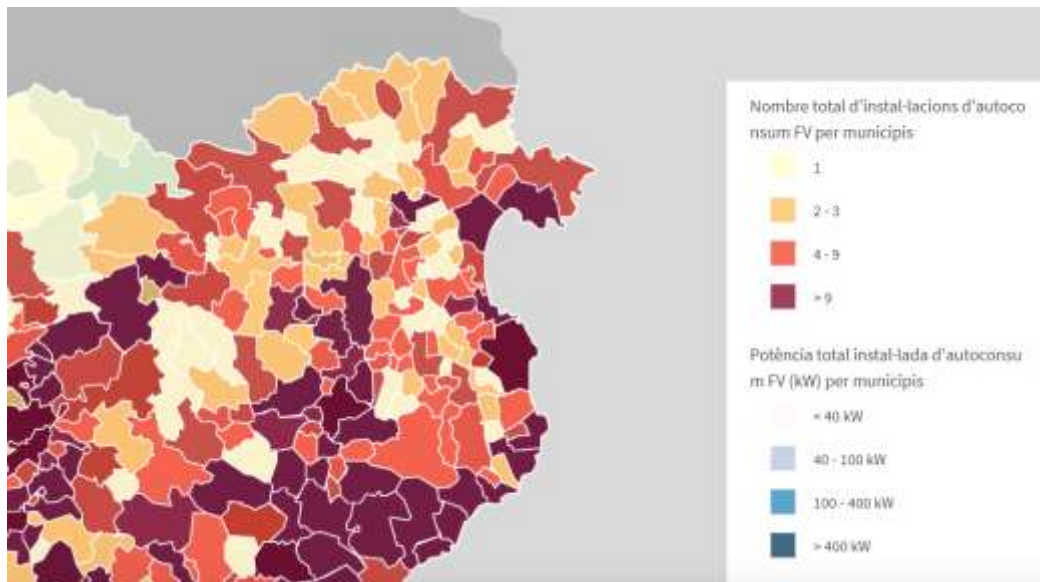 Nombre total d'instal·lacions d'autoco
nsum FV per municipis
1
2 - 3
4 - 9
> 9
Potència total instal·lada d'autoconsu
m FV (kW) per municipis
< 40 kW
40 - 100 kW
100 - 400 kW
> 400 kW